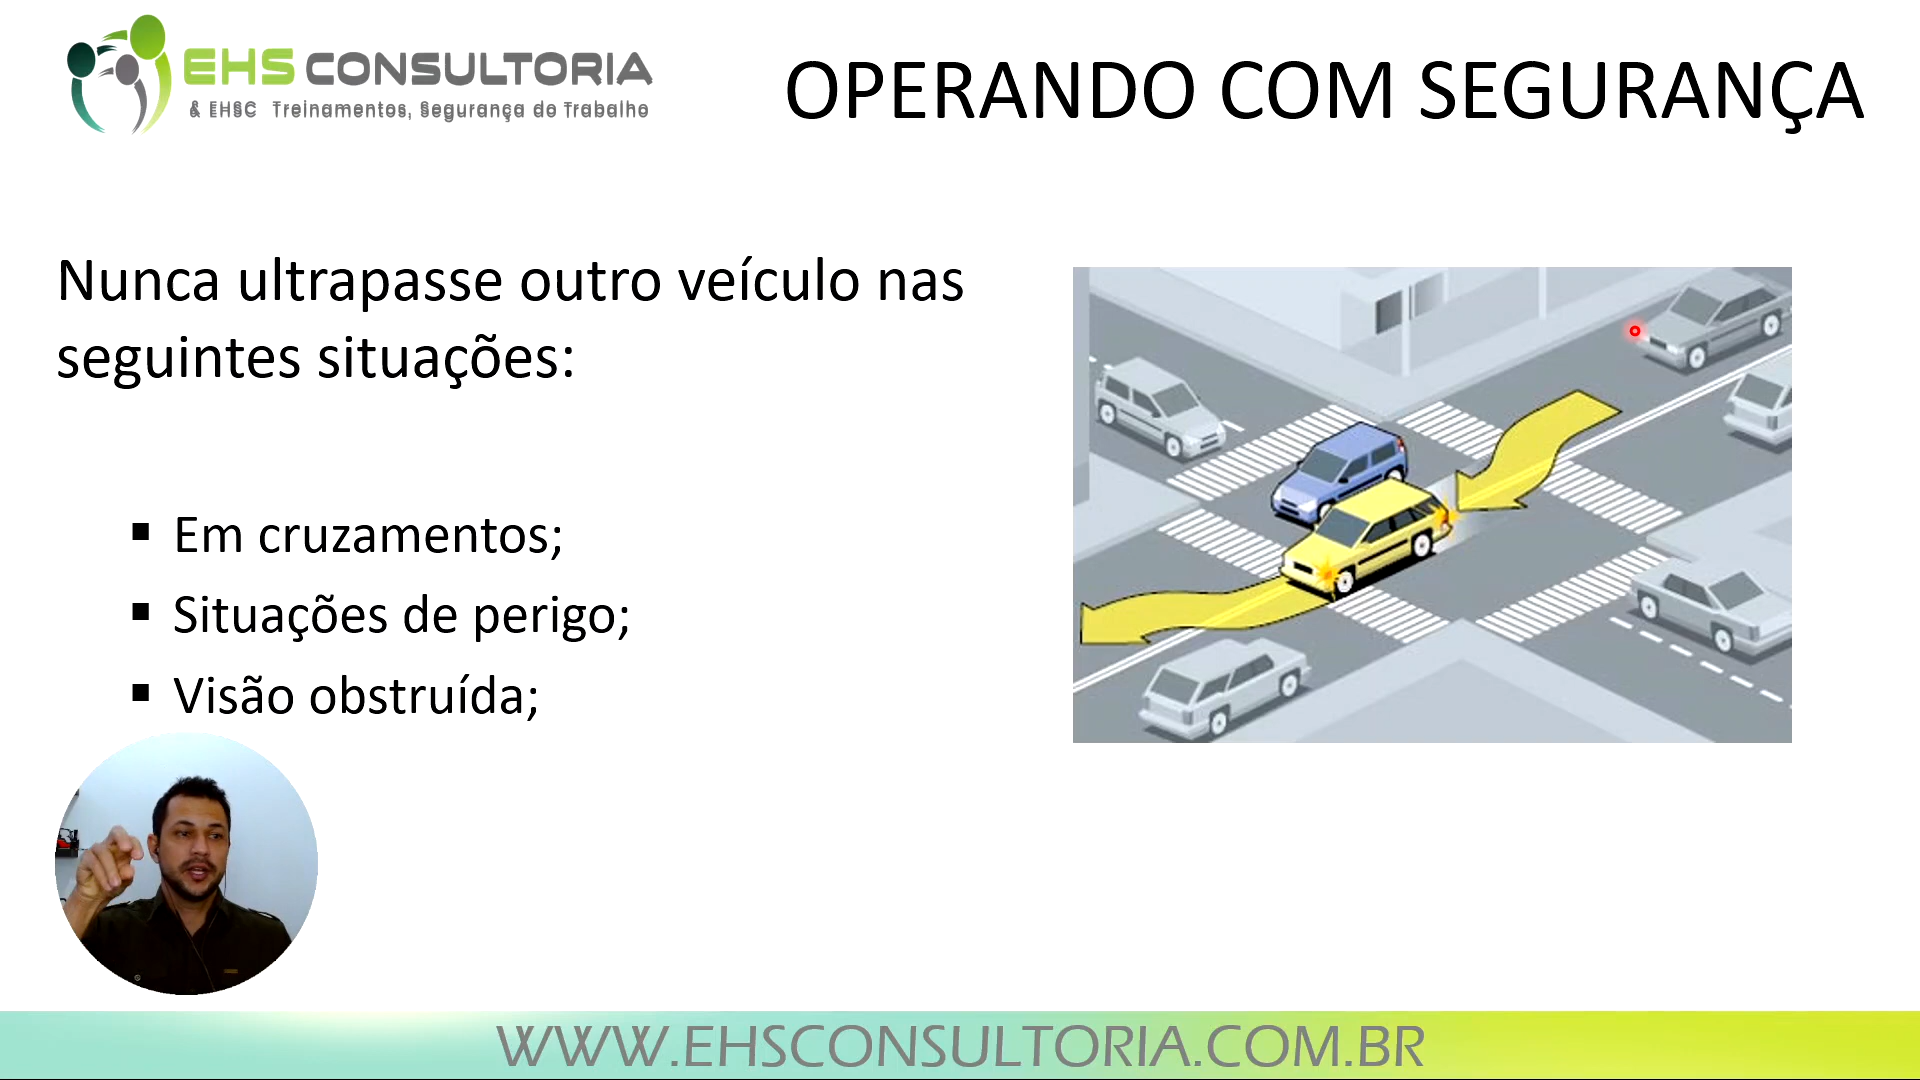 EHS CONSULTORIA
& EHSC Treinamentos, Segurança do Trabalho
OPERANDO COM SEGURANÇA
Nunca ultrapasse outro veículo nas
seguintes situações:
▪ Em cruzamentos;
▪ Situações de perigo;
▪ Visão obstruída;
WWW.EHSCONSULTORIA.COM.BR